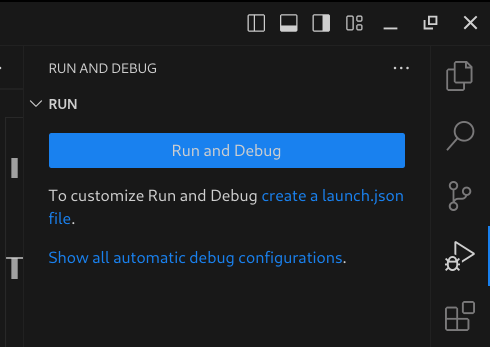 RUN AND DEBUG
RUN
Run and Debug
To customize Run and Debug create a launch.json
file.
Show all automatic debug configurations.